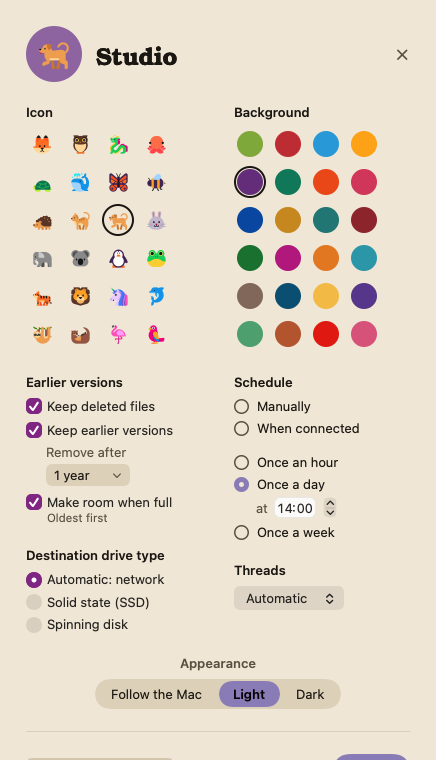 Studio
Icon
Background
Earlier versions
Keep deleted files
Keep earlier versions
Remove after
1 year
Make room when full
Oldest first
Destination drive type
Automatic: network
Solid state (SSD)
Spinning disk
Schedule
Manually
When connected
Once an hour
Once a day
at 14:00
Once a week
Threads
Automatic
Appearance
Follow the Mac Light Dark